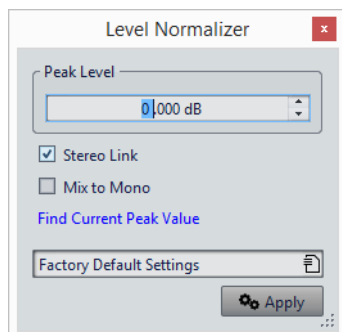 Level Normalizer
x
Peak Level
0.000 dB
Stereo Link
Mix to Mono
Find Current Peak Value
Factory Default Settings
Apply